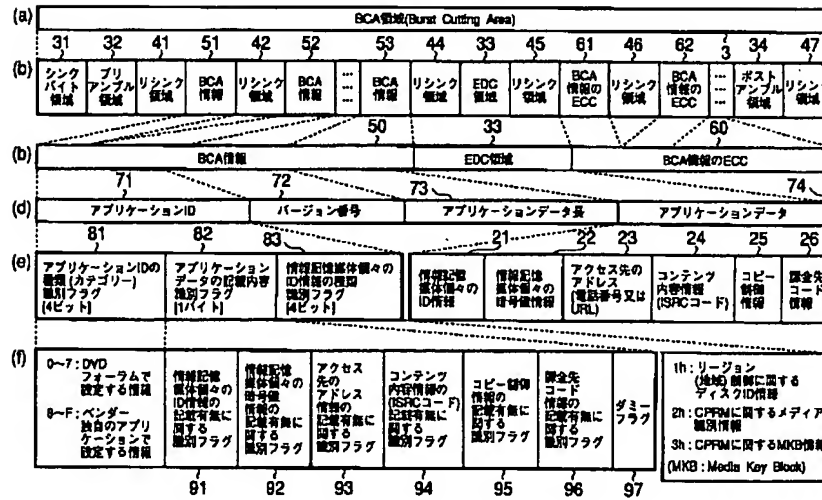 (a)
BCA領域(Burst Cutting Area)
31 32 41 51 42 52 53 44 33 45 61 46 62 3 34 47
(b)
シンクバイト領域
プリアンブル領域
リシンク領域
BCA情報
リシンク領域
BCA情報
...
BCA情報
リシンク領域
EDC領域
リシンク領域
BCA情報のECC
リシンク領域
BCA情報のECC
...
ポストアンブル領域
リシンク領域
50 33 60
(b)
BCA情報
EDC領域
BCA情報のECC
71 72 73 74
(d)
アプリケーションID
バージョン番号
アプリケーションデータ長
アプリケーションデータ
81 82 83 21 22 23 24 25 26
(e)
アプリケーションIDの
種類(カテゴリー)
識別フラグ
[4ビット]
アプリケーション
データの記載内容
識別フラグ
[1バイト]
情報記憶媒体個々の
ID情報の種類
識別フラグ
[4ビット]
情報記憶
媒体個々の
ID情報
情報記憶
媒体個々の
暗号鍵情報
アクセス先の
アドレス
(電話番号又は
URL)
コンテンツ
内容情報
(ISRCコード)
コピー
制御
情報
課金先
コード
情報
(f)
0~7:DVD
フォーラムで
設定する情報
8~F:ベンダー
独自のアプリ
ケーションで
設定する情報
情報記憶
媒体個々の
ID情報の
記載有無に
関する
識別フラグ
情報記憶
媒体個々の
暗号鍵
情報の
記載有無に
関する
識別フラグ
アクセス
先の
アドレス
情報の
記載有無に
関する
識別フラグ
コンテンツ
内容情報の
(ISRCコード)
記載有無に
関する
識別フラグ
コピー制御
情報の
記載有無に
関する
識別フラグ
課金先
コード
情報の
記載有無に
関する
識別フラグ
ダミー
フラグ
1h:リージョン
(地域)制御に関する
ディスクID情報
2h:CPRMに関するメディア
識別情報
3h:CPRMに関するMKB情報
(MKB:Media Key Block)
91 92 93 94 95 96 97